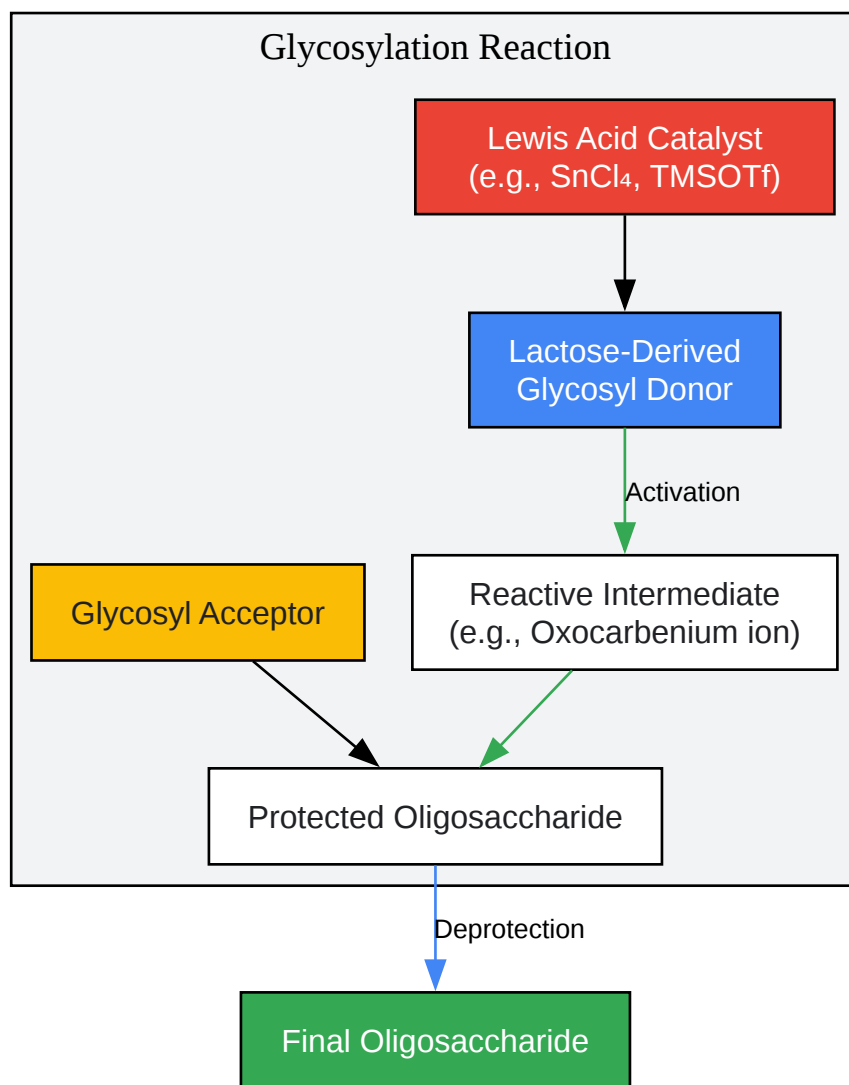 Glycosylation Reaction
Lewis Acid Catalyst
(e.g., SnCl₄, TMSOTf)
Lactose-Derived
Glycosyl Donor
Activation
Glycosyl Acceptor
Reactive Intermediate
(e.g., Oxocarbenium ion)
Protected Oligosaccharide
Deprotection
Final Oligosaccharide